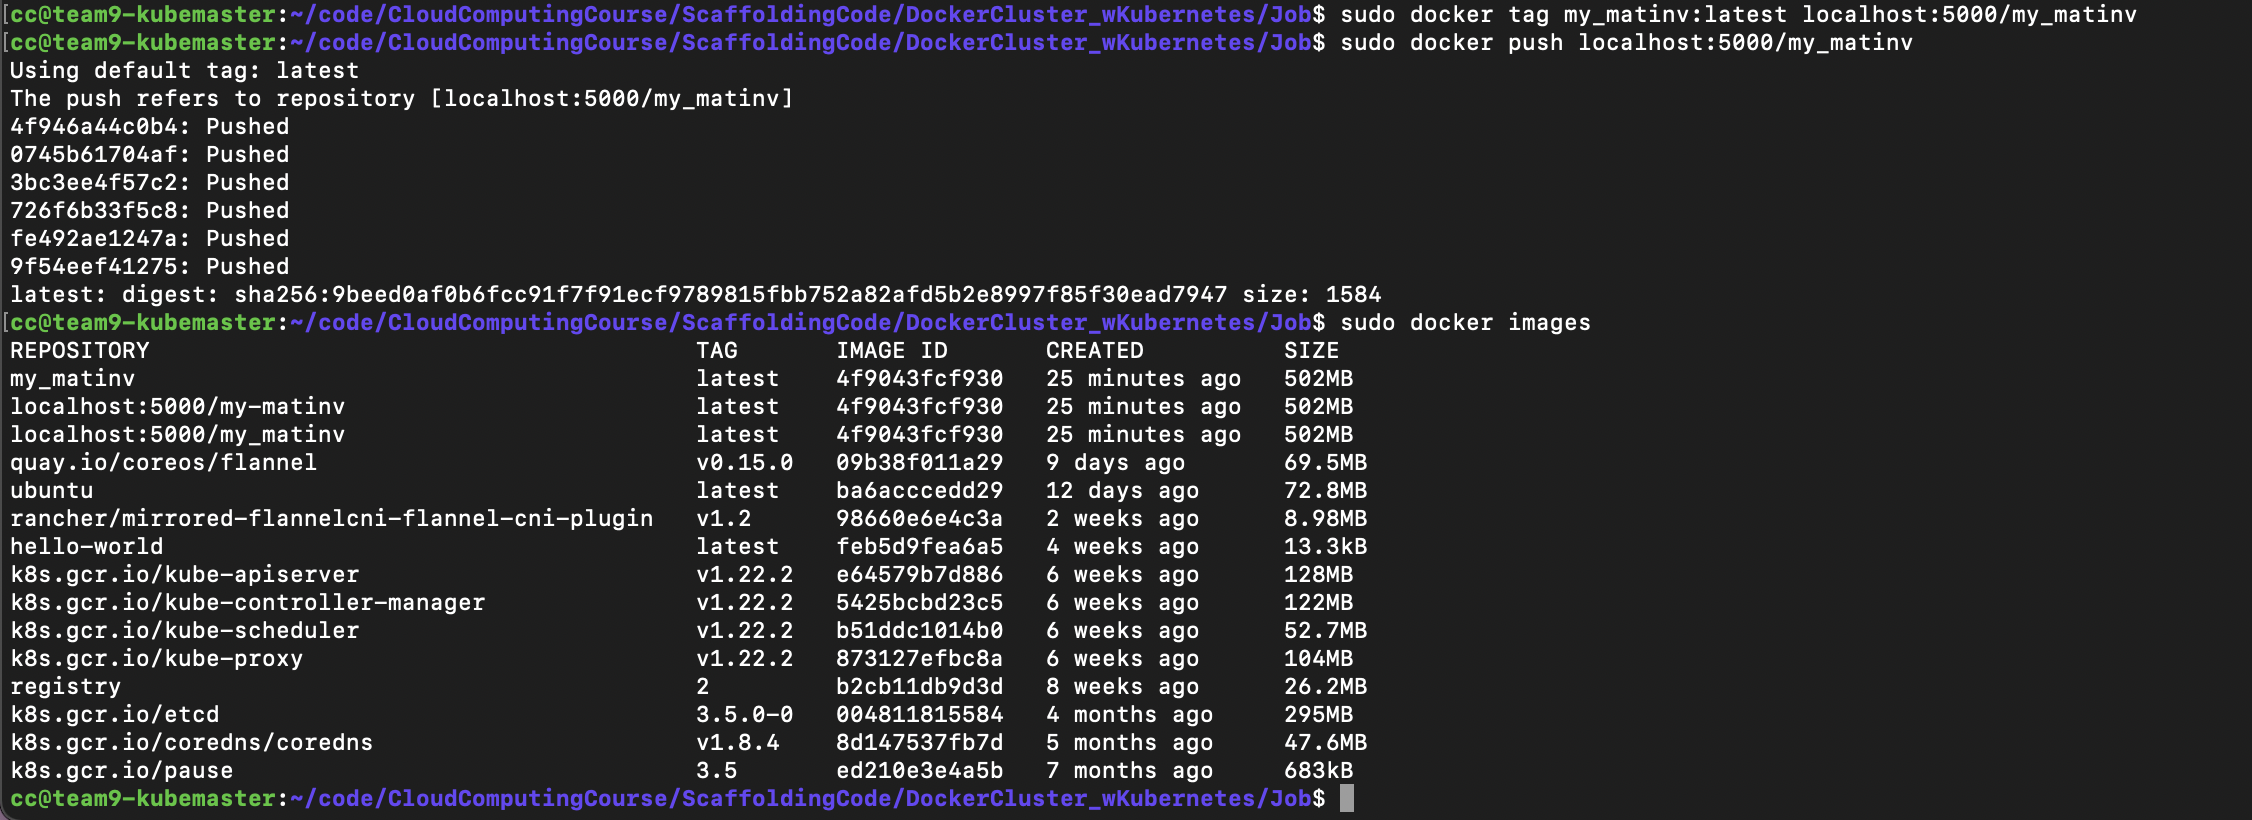 [cc@team9-kubemaster:~/code/CloudComputingCourse/ScaffoldingCode/DockerCluster_wKubernetes/Job$ sudo docker tag my_matinv:latest localhost:5000/my_matinv
[cc@team9-kubemaster:~/code/CloudComputingCourse/ScaffoldingCode/DockerCluster_wKubernetes/Job$ sudo docker push localhost:5000/my_matinv
Using default tag: latest
The push refers to repository [localhost:5000/my_matinv]
4f946a44c0b4: Pushed
0745b61704af: Pushed
3bc3ee4f57c2: Pushed
726f6b33f5c8: Pushed
fe492ae1247a: Pushed
9f54eef41275: Pushed
latest: digest: sha256:9beed0af0b6fcc91f7f91ecf9789815fbb752a82afd5b2e8997f85f30ead7947 size: 1584
[cc@team9-kubemaster:~/code/CloudComputingCourse/ScaffoldingCode/DockerCluster_wKubernetes/Job$ sudo docker images
REPOSITORY TAG IMAGE ID CREATED SIZE
my_matinv latest 4f9043fcf930 25 minutes ago 502MB
localhost:5000/my-matinv latest 4f9043fcf930 25 minutes ago 502MB
localhost:5000/my_matinv latest 4f9043fcf930 25 minutes ago 502MB
quay.io/coreos/flannel v0.15.0 09b38f011a29 9 days ago 69.5MB
ubuntu latest ba6acccedd29 12 days ago 72.8MB
rancher/mirrored-flannelcni-flannel-cni-plugin v1.2 98660e6e4c3a 2 weeks ago 8.98MB
hello-world latest feb5d9fea6a5 4 weeks ago 13.3kB
k8s.gcr.io/kube-apiserver v1.22.2 e64579b7d886 6 weeks ago 128MB
k8s.gcr.io/kube-controller-manager v1.22.2 5425bcbd23c5 6 weeks ago 122MB
k8s.gcr.io/kube-scheduler v1.22.2 b51ddc1014b0 6 weeks ago 52.7MB
k8s.gcr.io/kube-proxy v1.22.2 873127efbc8a 6 weeks ago 104MB
registry 2 b2cb11db9d3d 8 weeks ago 26.2MB
k8s.gcr.io/etcd 3.5.0-0 004811815584 4 months ago 295MB
k8s.gcr.io/coredns/coredns v1.8.4 8d147537fb7d 5 months ago 47.6MB
k8s.gcr.io/pause 3.5 ed210e3e4a5b 7 months ago 683kB
cc@team9-kubemaster:~/code/CloudComputingCourse/ScaffoldingCode/DockerCluster_wKubernetes/Job$